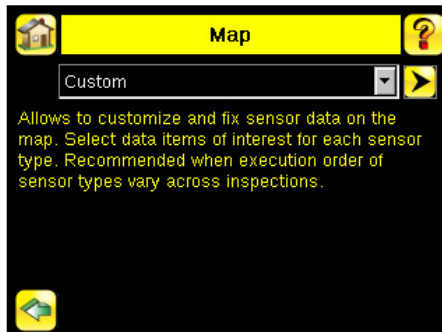 Map
?
Custom
Allows to customize and fix sensor data on the
map. Select data items of interest for each sensor
type. Recommended when execution order of
sensor types vary across inspections.